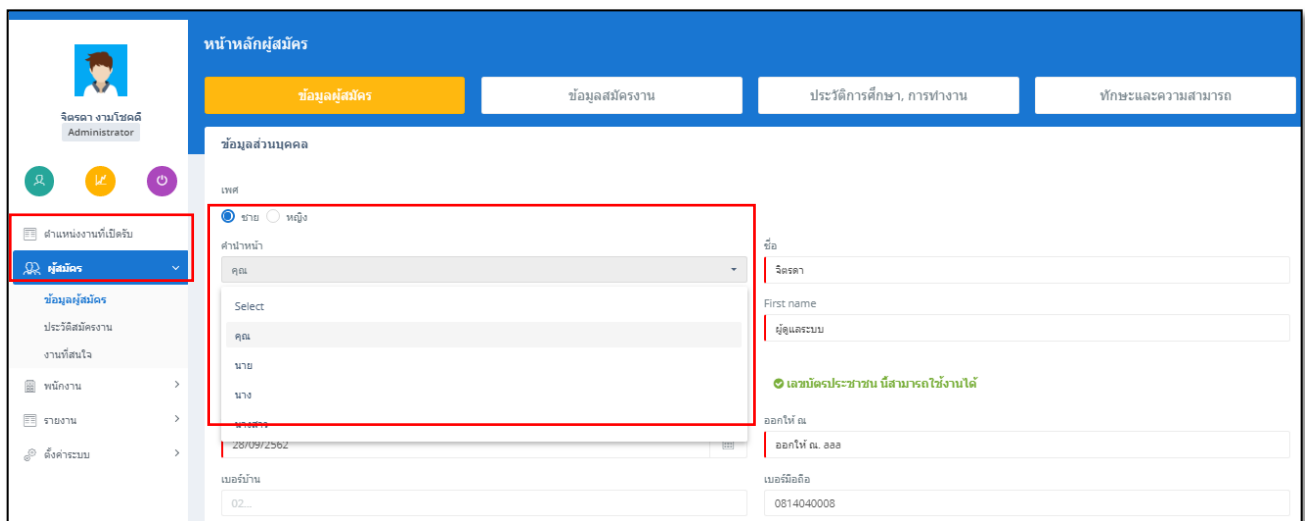 หน้าหลักผู้สมัคร
ข้อมูลผู้สมัคร
ข้อมูลสมัครงาน
ประวัติการศึกษา, การทำงาน
ทักษะและความสามารถ
จิตรดา งามโชคดี
Administrator
ตำแหน่งงานที่เปิดรับ
ผู้สมัคร
ข้อมูลผู้สมัคร
ประวัติสมัครงาน
งานที่สนใจ
พนักงาน
รายงาน
ตั้งค่าระบบ
ข้อมูลส่วนบุคคล
เพศ
ชาย หญิง
คำนำหน้า
คุณ
Select
คุณ
นาย
นาง
นางสาว
28/09/2562
เบอร์บ้าน
02...
ชื่อ
จิตรดา
First name
ผู้ดูแลระบบ
เลขบัตรประชาชน นี้สามารถใช้งานได้
ออกให้ ณ
ออกให้ ณ. ลลล
เบอร์มือถือ
0814040008